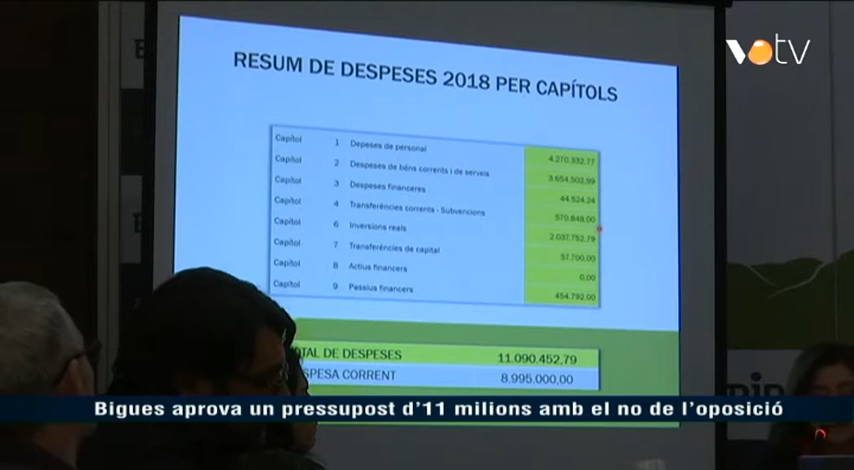 votv
RESUM DE DESPESES 2018 PER CAPÍTOLS
Capítol 1 Depeses de personal 4.270.332,77
Capítol 2 Despeses de béns corrents i de serveis 3.654.502,99
Capítol 3 Despeses financeres 44.524,24
Capítol 4 Transferències corrents - Subvencions 570.848,00
Capítol 6 Inversions reals 2.037.752,79
Capítol 7 Transferències de capital 57.700,00
Capítol 8 Actius financers 0,00
Capítol 9 Passius financers 454.792,00
TAL DE DESPESES 11.090.452,79
SPESA CORRENT 8.995.000,00
Bigues aprova un pressupost d'11 milions amb el no de l'oposició